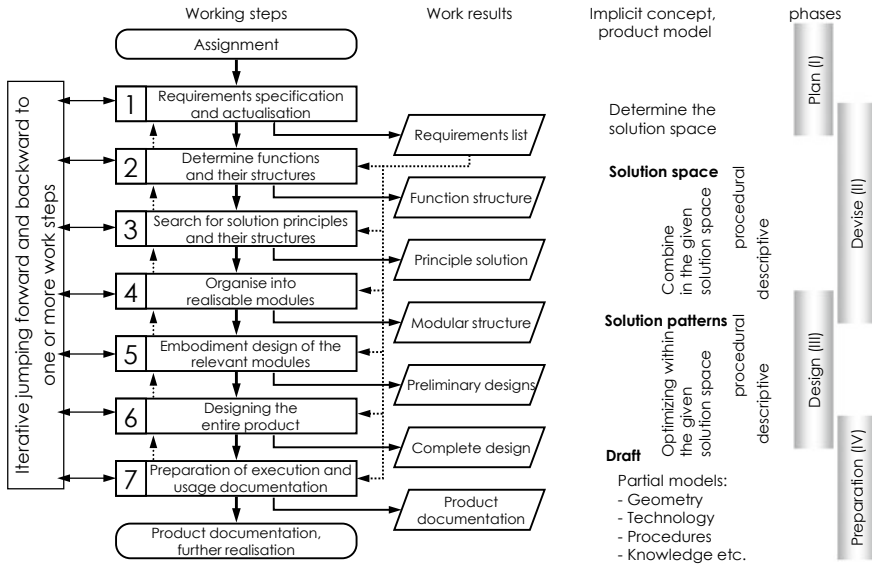 Working steps
Work results
Implicit concept,
product model
phases
Assignment
Iterative jumping forward and backward to
one or more work steps
1
Requirements specification
and actualisation
Requirements list
2
Determine functions
and their structures
Function structure
3
Search for solution principles
and their structures
Principle solution
4
Organise into
realisable modules
Modular structure
5
Embodiment design of the
relevant modules
Preliminary designs
6
Designing the
entire product
Complete design
7
Preparation of execution and
usage documentation
Product
documentation
Product documentation,
further realisation
Determine the
solution space
Solution space
Combine
in the given
solution space
procedural
descriptive
Solution patterns
Optimizing within
the given
solution space
procedural
descriptive
Draft
Partial models:
- Geometry
- Technology
- Procedures
- Knowledge etc.
Plan (I)
Devise (II)
Design (III)
Preparation (IV)